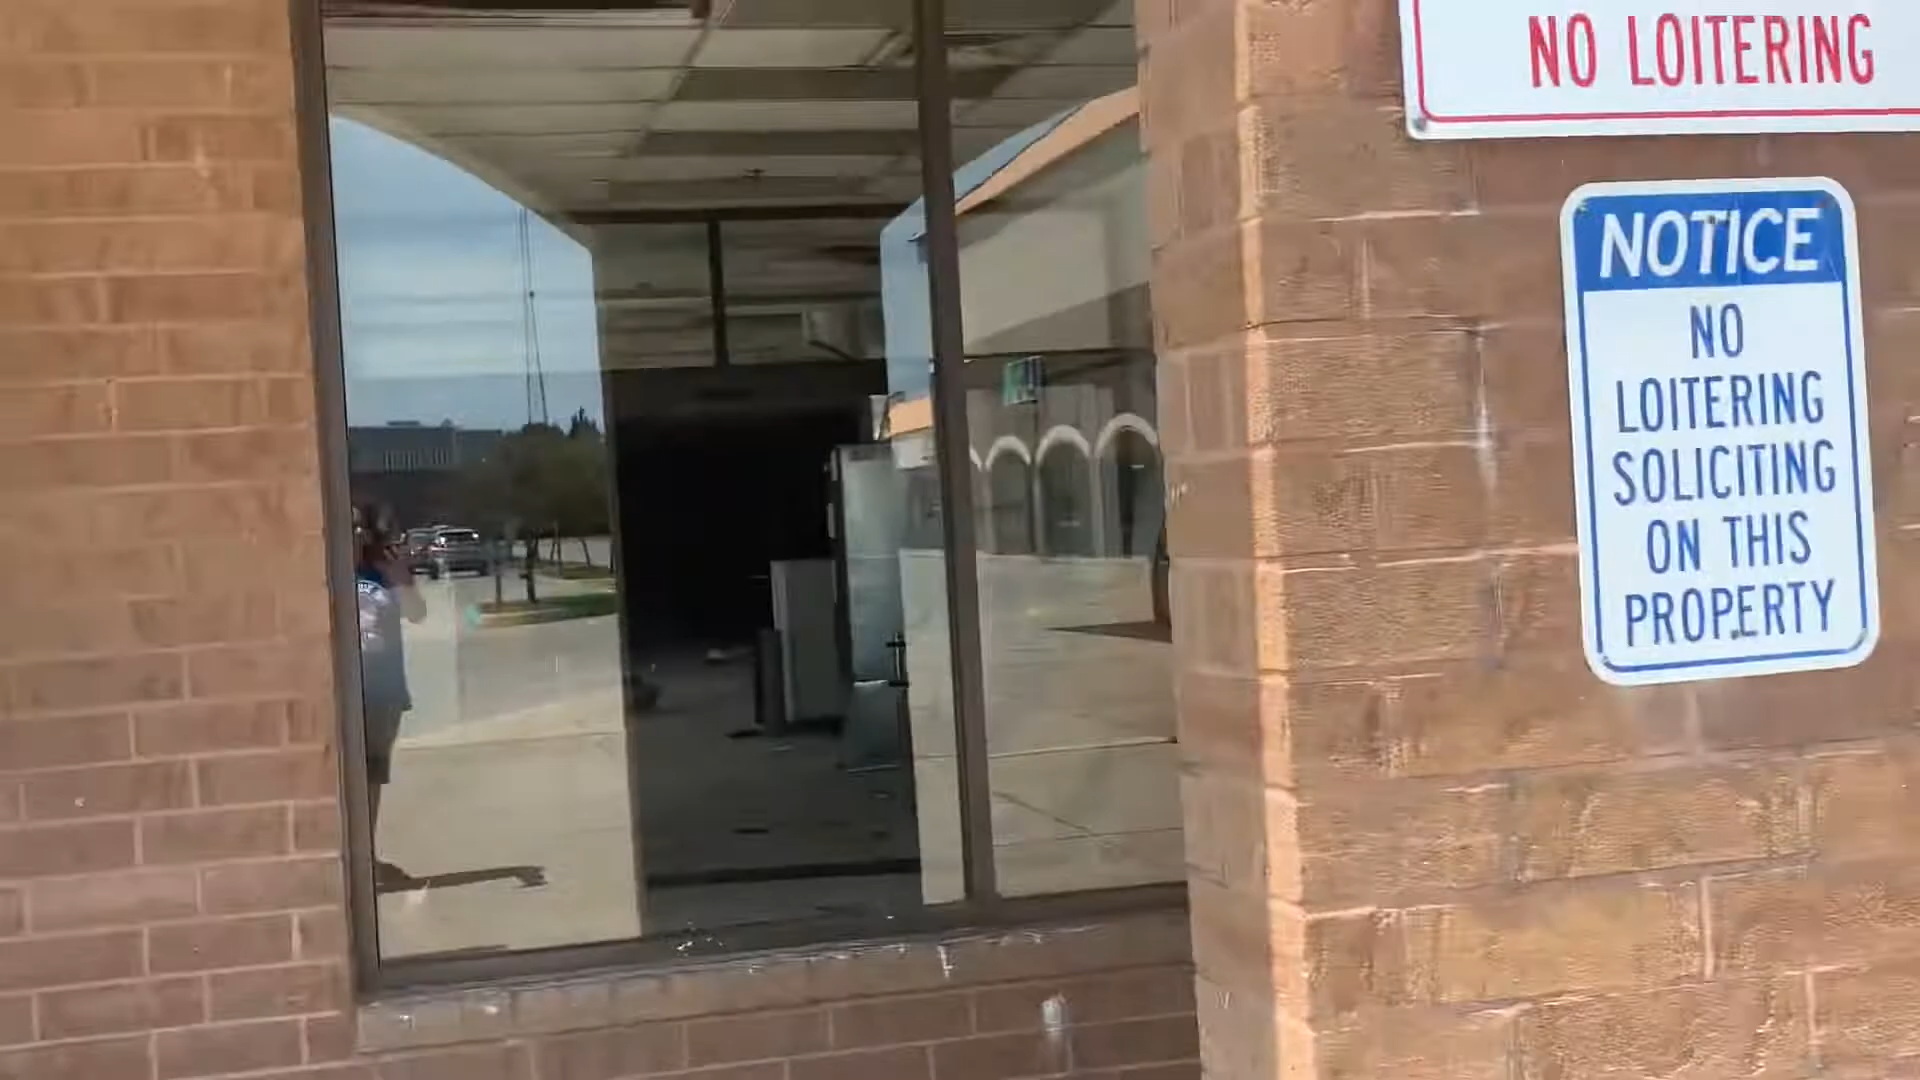 NO LOITERING
NOTICE
NO
LOITERING
SOLICITING
ON THIS
PROPERTY